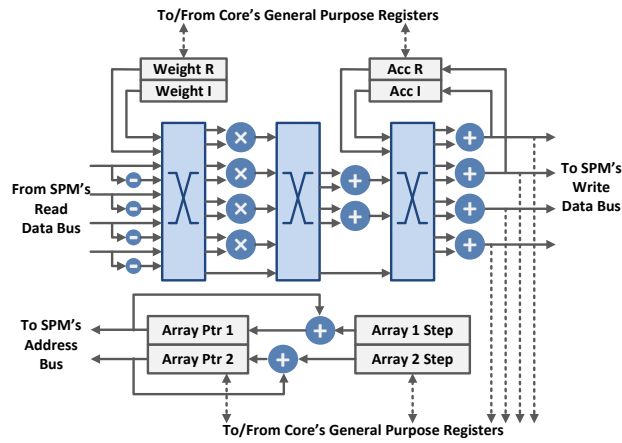 To/From Core's General Purpose Registers
Weight R
Weight I
Acc R
Acc I
From SPM's
Read
Data Bus
To SPM's
Write
Data Bus
To SPM's
Address
Bus
Array Ptr 1
Array Ptr 2
Array 1 Step
Array 2 Step
To/From Core's General Purpose Registers